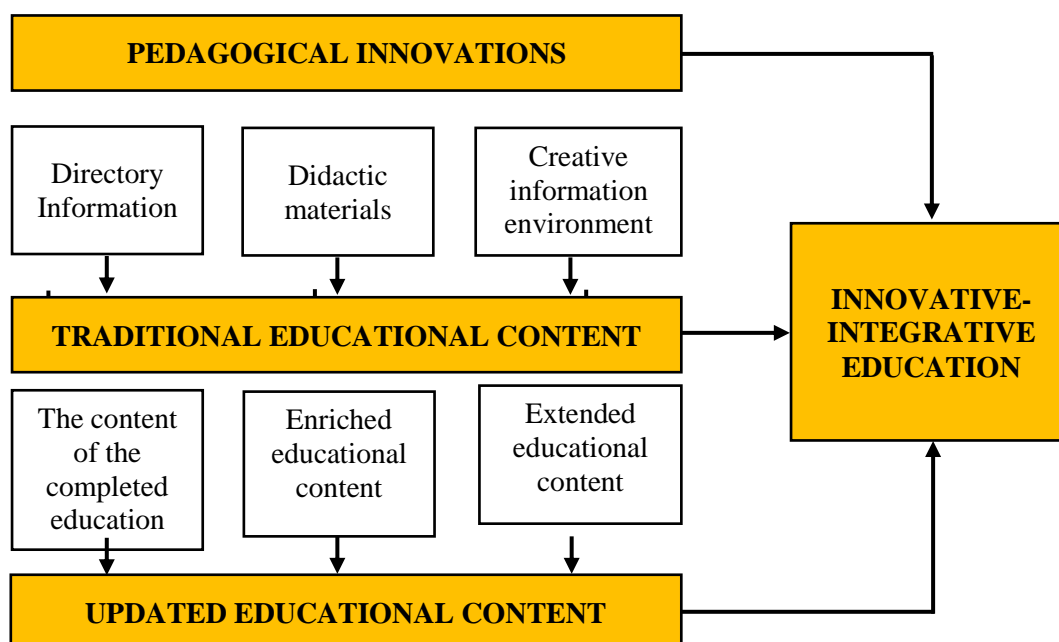 PEDAGOGICAL INNOVATIONS
Directory
Information
Didactic
materials
Creative
information
environment
TRADITIONAL EDUCATIONAL CONTENT
INNOVATIVE-
INTEGRATIVE
EDUCATION
The content
of the
completed
education
Enriched
educational
content
Extended
educational
content
UPDATED EDUCATIONAL CONTENT